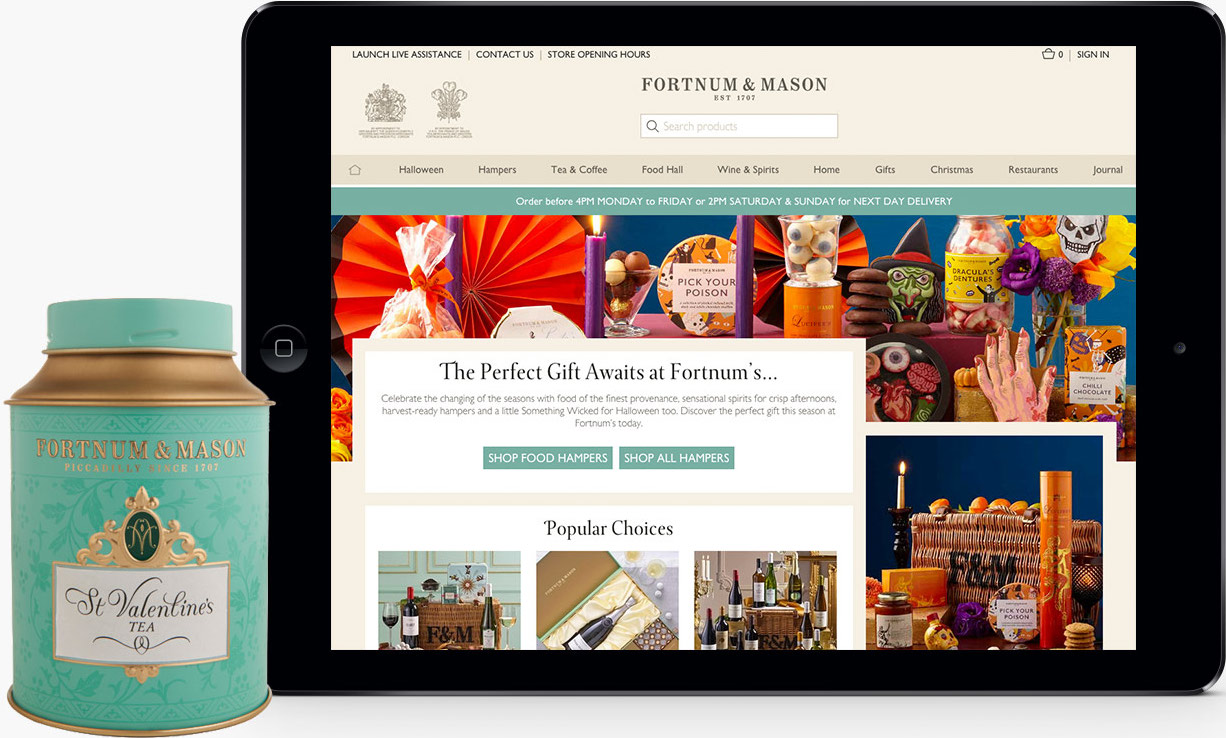 LAUNCH LIVE ASSISTANCE | CONTACT US | STORE OPENING HOURS
0 | SIGN IN
FORTNUM & MASON
EST 1707
Search products
Halloween Hampers Tea & Coffee Food Hall Wine & Spirits Home Gifts Christmas Restaurants Journal
Order before 4PM MONDAY to FRIDAY or 2PM SATURDAY & SUNDAY for NEXT DAY DELIVERY
FORTNUM & MASON
PICK YOUR
POISON
DRACULA'S
DENTURES
CHILLI
CHOCOLATE
The Perfect Gift Awaits at Fortnum's...
Celebrate the changing of the seasons with food of the finest provenance, sensational spirits for crisp afternoons,
harvest-ready hampers and a little Something Wicked for Halloween too. Discover the perfect gift this season at
Fortnum's today.
SHOP FOOD HAMPERS
SHOP ALL HAMPERS
Popular Choices
F&M
FORTNUM & MASON
F&M
F&M
PICK YOUR
POISON
FORTNUM & MASON
PICCADILLY SINCE 1707
St Valentine's
TEA